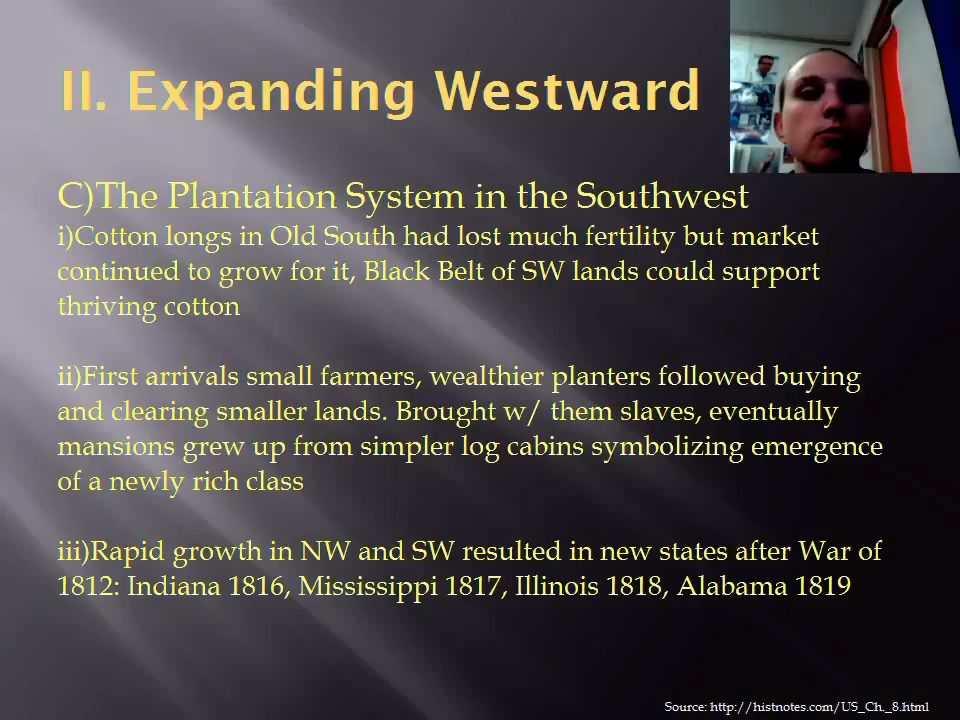 II. Expanding Westward
C)The Plantation System in the Southwest
i)Cotton longs in Old South had lost much fertility but market
continued to grow for it, Black Belt of SW lands could support
thriving cotton
ii)First arrivals small farmers, wealthier planters followed buying
and clearing smaller lands. Brought w/ them slaves, eventually
mansions grew up from simpler log cabins symbolizing emergence
of a newly rich class
iii)Rapid growth in NW and SW resulted in new states after War of
1812: Indiana 1816, Mississippi 1817, Illinois 1818, Alabama 1819
Source: http://histnotes.com/US_Ch._8.html